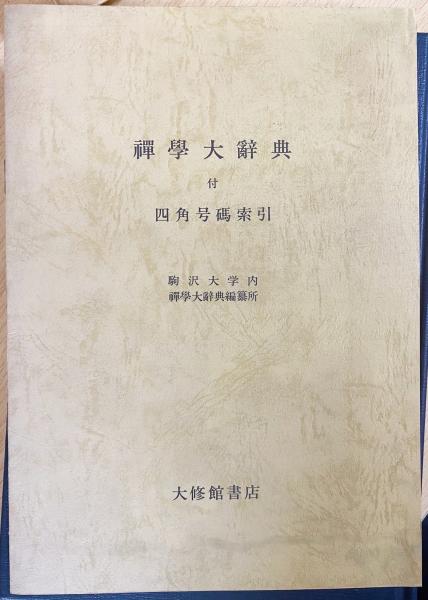 禪學大辭典
付
四角号碼索引
駒沢大学内
禪學大辭典編纂所
大修館書店